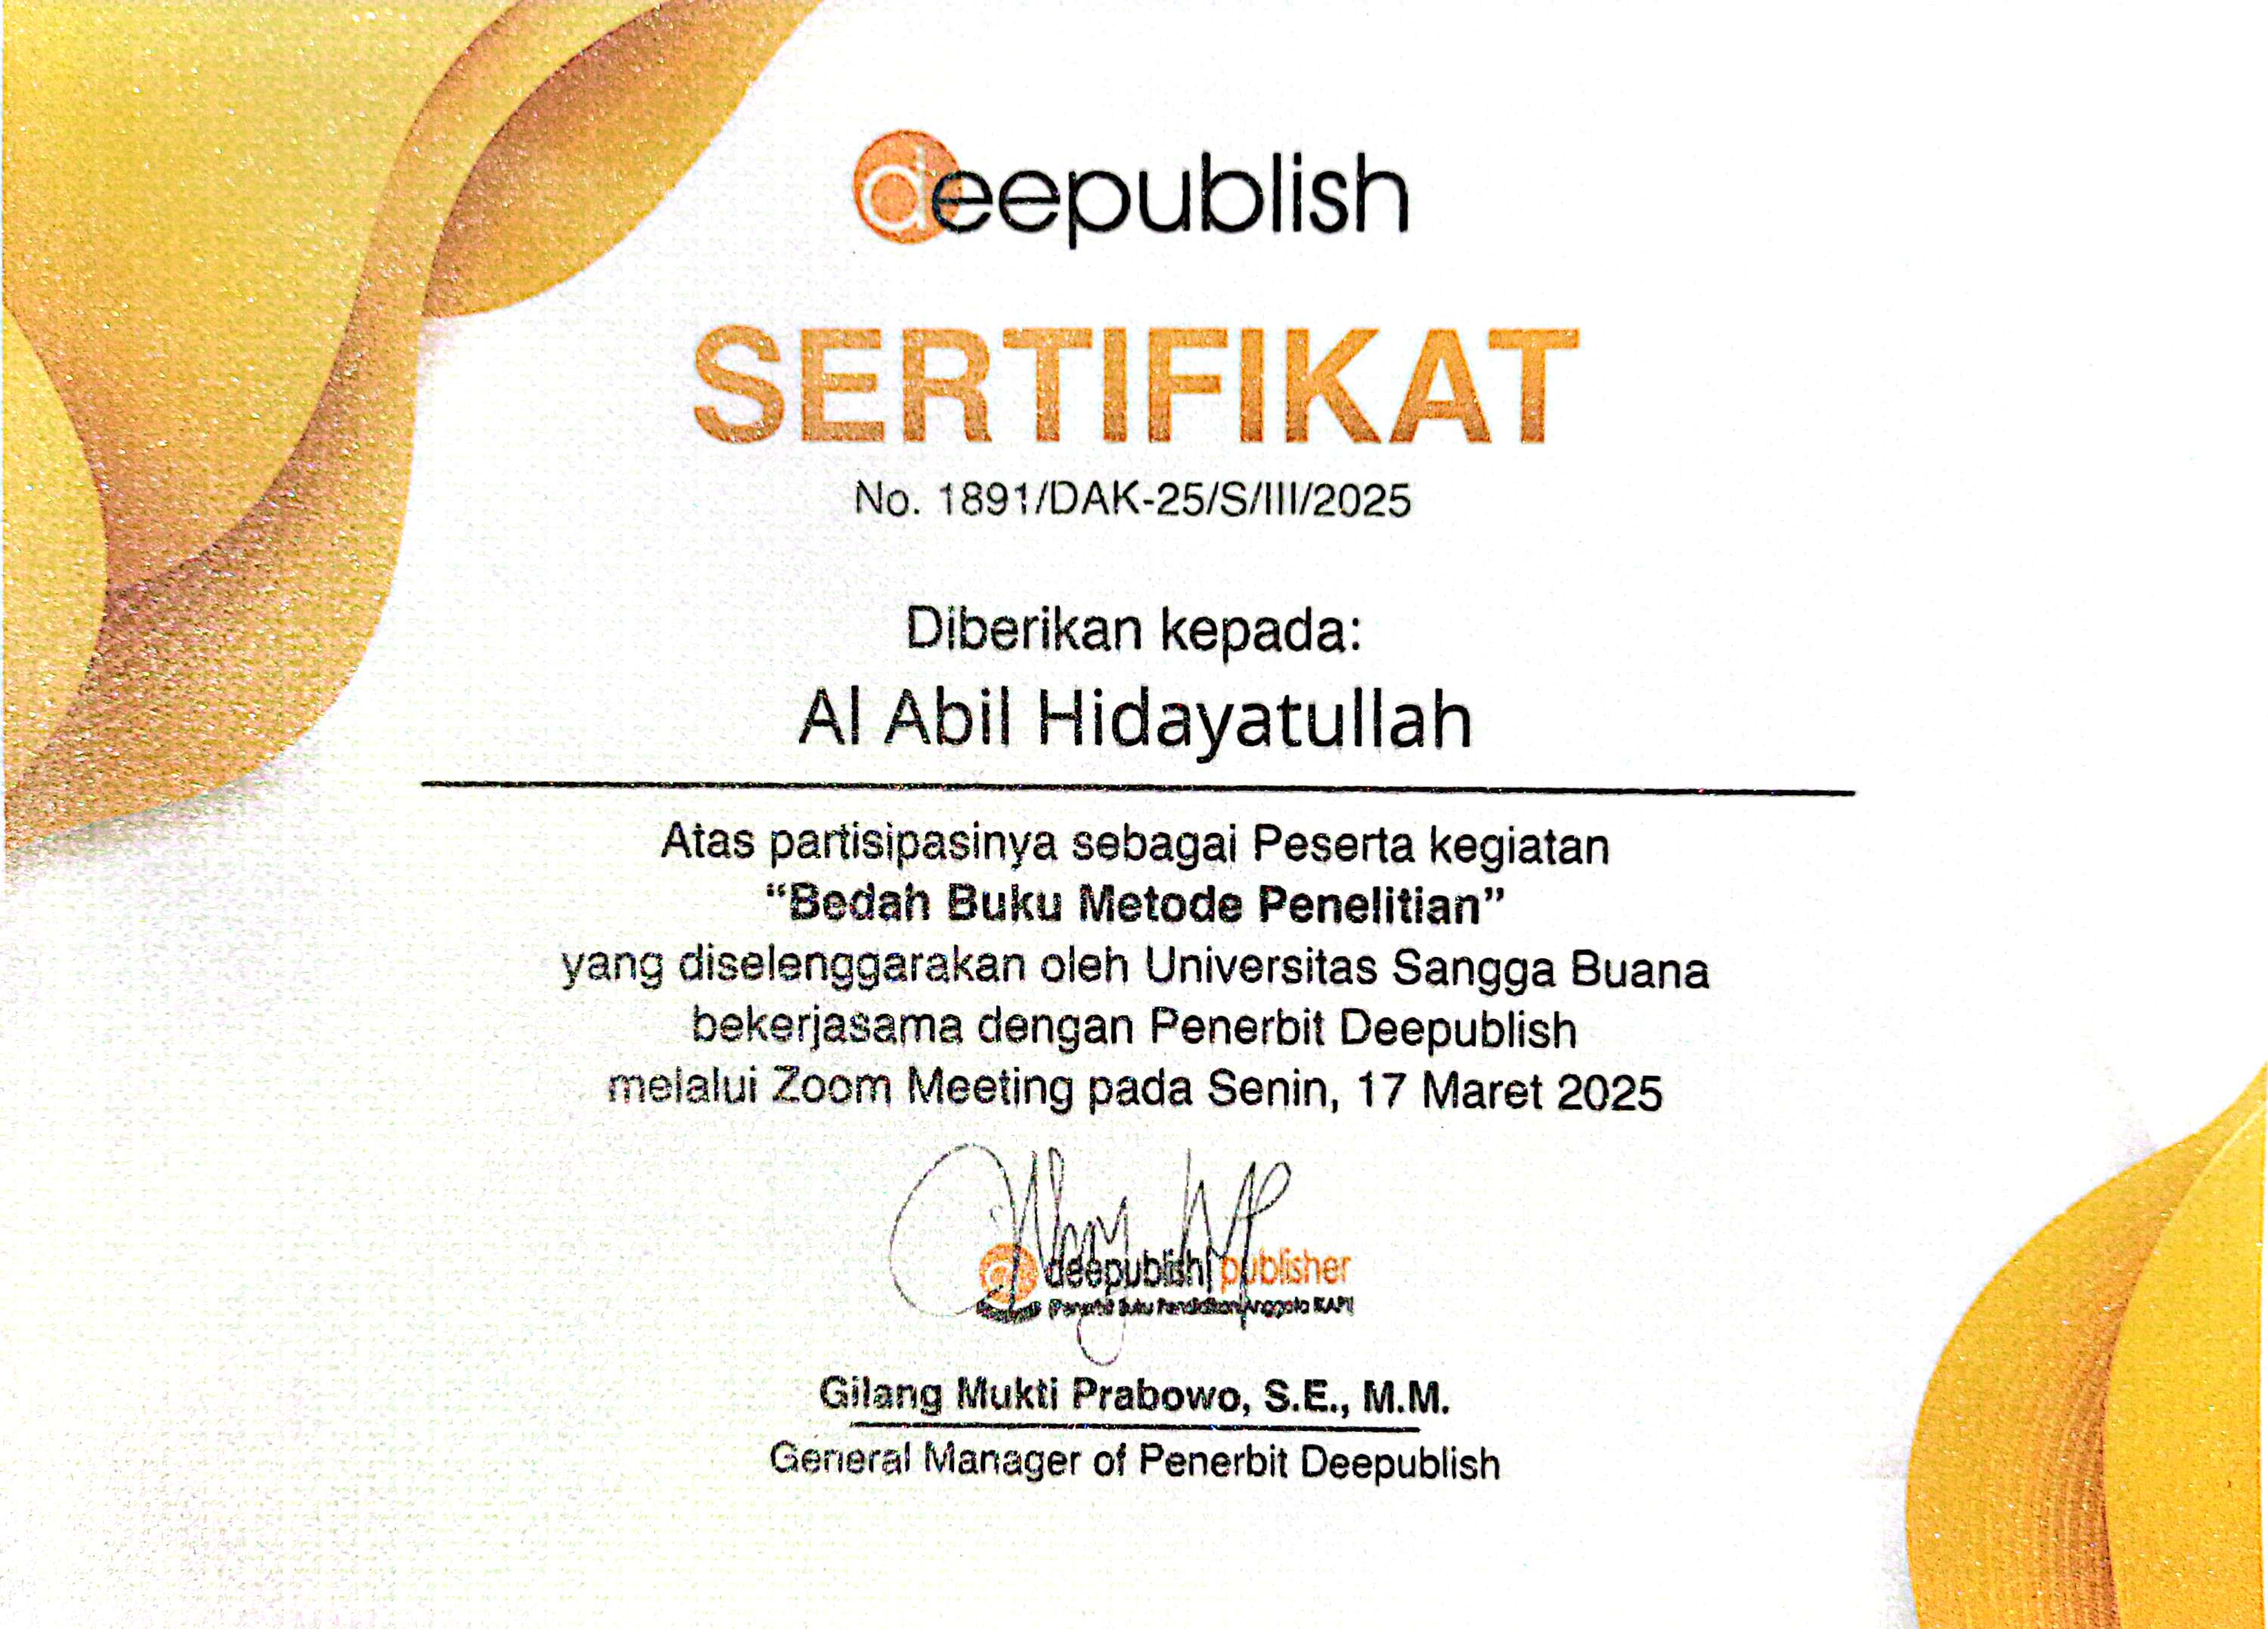 deepublish
SERTIFIKAT
No. 1891/DAK-25/S/III/2025
Diberikan kepada:
Al Abil Hidayatullah
Atas partisipasinya sebagai Peserta kegiatan
“Bedah Buku Metode Penelitian”
yang diselenggarakan oleh Universitas Sangga Buana
bekerjasama dengan Penerbit Deepublish
melalui Zoom Meeting pada Senin, 17 Maret 2025
deepublish publisher
Penerbit Buku Pendidikan Anggota IKAPI
Gilang Mukti Prabowo, S.E., M.M.
General Manager of Penerbit Deepublish